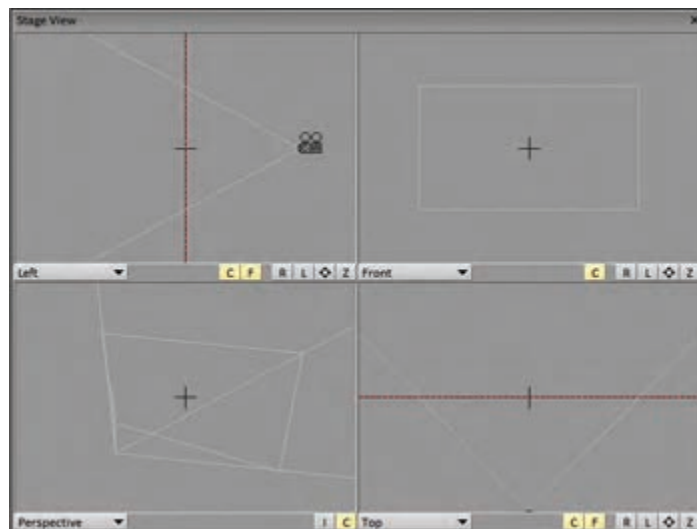 Stage View
Left C F R L Z
Front C R L Z
Perspective I C
Top C F R L Z